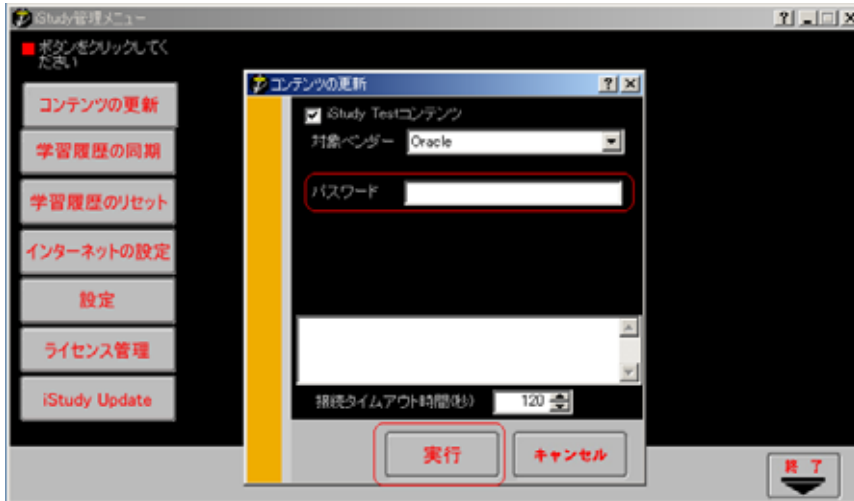 iStudy管理メニュー
ボタンをクリックしてく
ださい
コンテンツの更新
学習履歴の同期
学習履歴のリセット
インターネットの設定
設定
ライセンス管理
iStudy Update
コンテンツの更新
iStudy Testコンテンツ
対象ベンダー Oracle
パスワード
接続タイムアウト時間(秒) 120
実行 キャンセル
終了